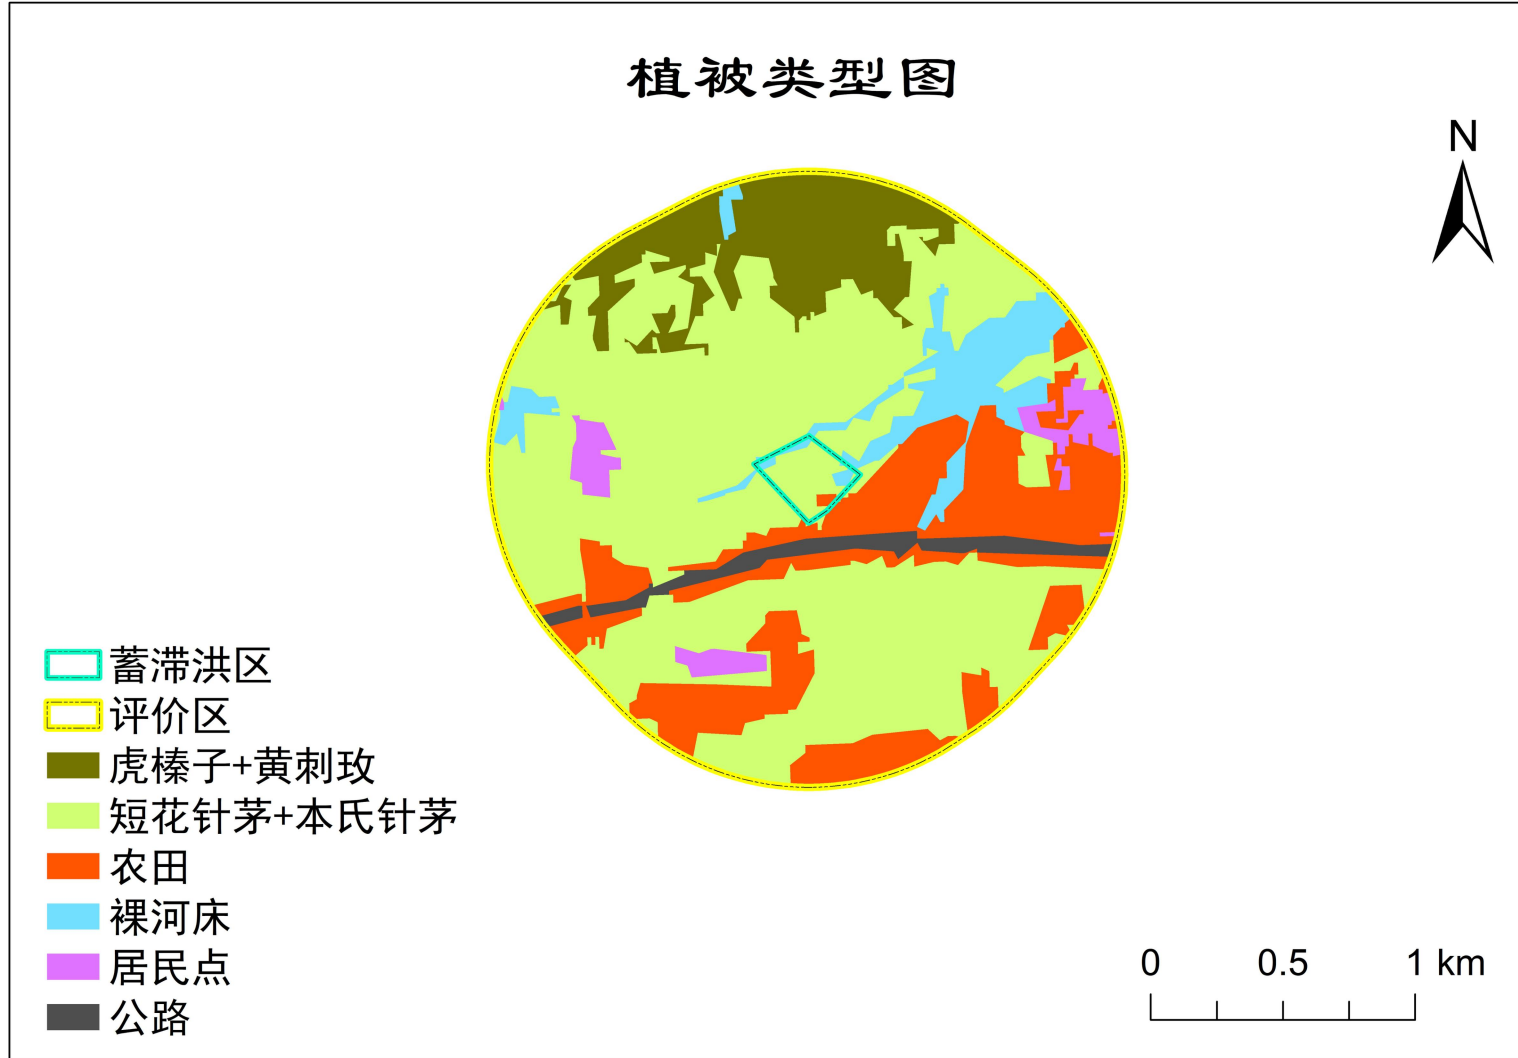 植被类型图
N
蓄滞洪区
评价区
虎榛子+黄刺玫
短花针茅+本氏针茅
农田
裸河床
居民点
公路
0 0.5 1 km